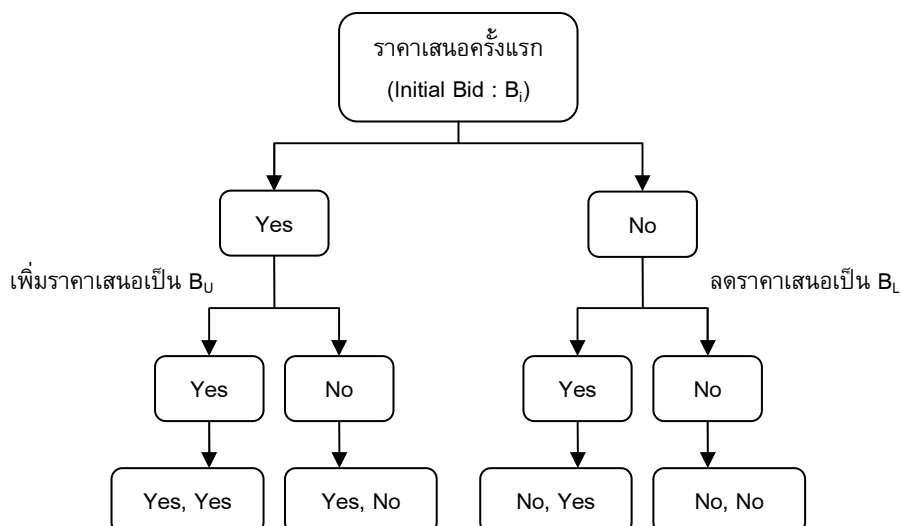 ราคาเสนอครั้งแรก
(Initial Bid : Bᵢ)
Yes
No
เพิ่มราคาเสนอเป็น B_U
ลดราคาเสนอเป็น B_L
Yes
No
Yes
No
Yes, Yes
Yes, No
No, Yes
No, No